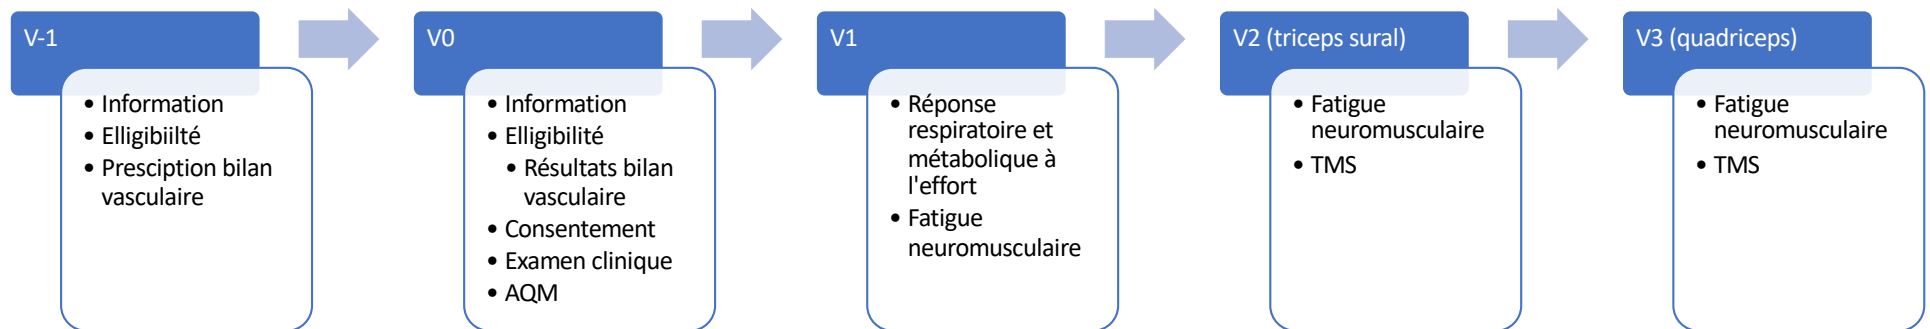 V-1
• Information
• Elligibiilté
• Presciption bilan
vasculaire
V0
• Information
• Elligibilité
• Résultats bilan
vasculaire
• Consentement
• Examen clinique
• AQM
V1
• Réponse
respiratoire et
métabolique à
l'effort
• Fatigue
neuromusculaire
V2 (triceps sural)
• Fatigue
neuromusculaire
• TMS
V3 (quadriceps)
• Fatigue
neuromusculaire
• TMS